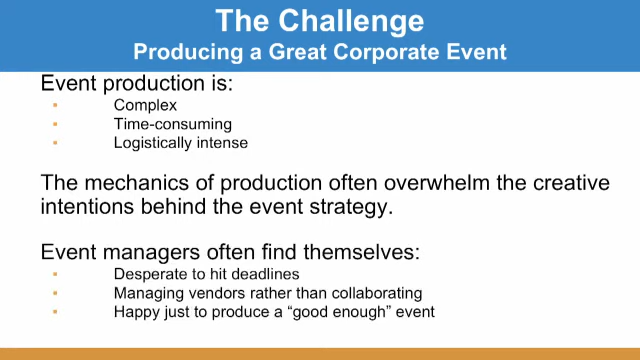 The Challenge
Producing a Great Corporate Event
Event production is:
▪ Complex
▪ Time-consuming
▪ Logistically intense
The mechanics of production often overwhelm the creative
intentions behind the event strategy.
Event managers often find themselves:
▪ Desperate to hit deadlines
▪ Managing vendors rather than collaborating
▪ Happy just to produce a “good enough” event